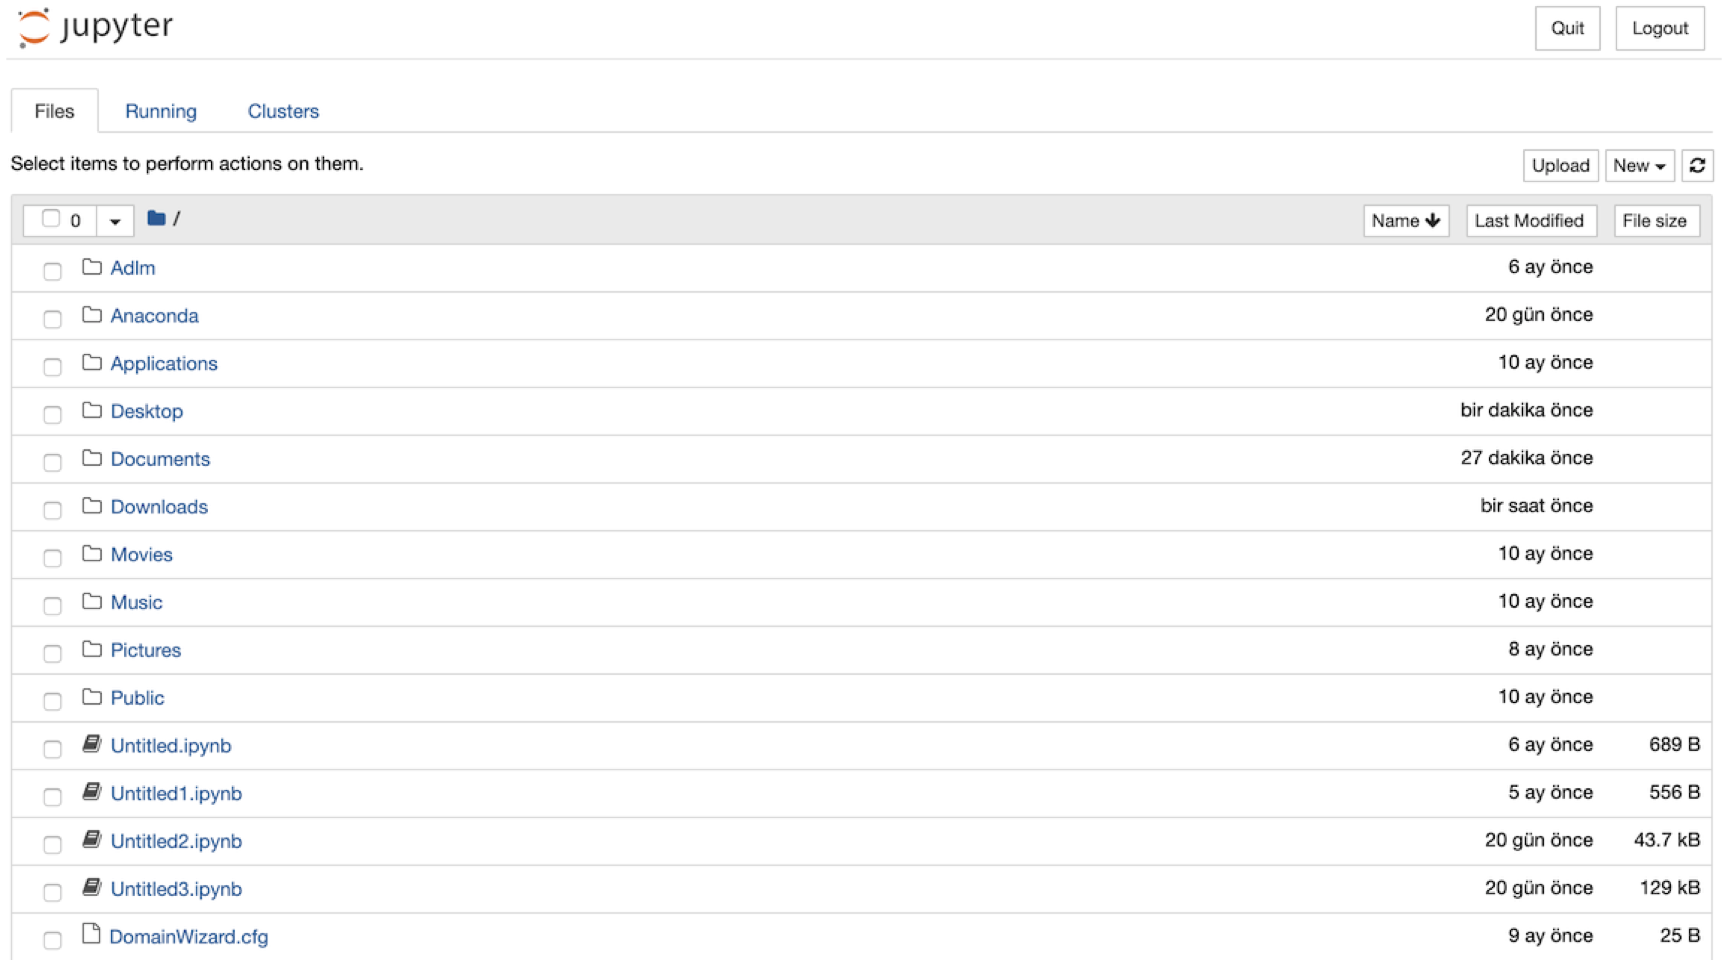 jupyter Quit Logout
Files Running Clusters
Select items to perform actions on them. Upload New
0 / Name Last Modified File size
Adlm 6 ay önce
Anaconda 20 gün önce
Applications 10 ay önce
Desktop bir dakika önce
Documents 27 dakika önce
Downloads bir saat önce
Movies 10 ay önce
Music 10 ay önce
Pictures 8 ay önce
Public 10 ay önce
Untitled.ipynb 6 ay önce 689 B
Untitled1.ipynb 5 ay önce 556 B
Untitled2.ipynb 20 gün önce 43.7 kB
Untitled3.ipynb 20 gün önce 129 kB
DomainWizard.cfg 9 ay önce 25 B